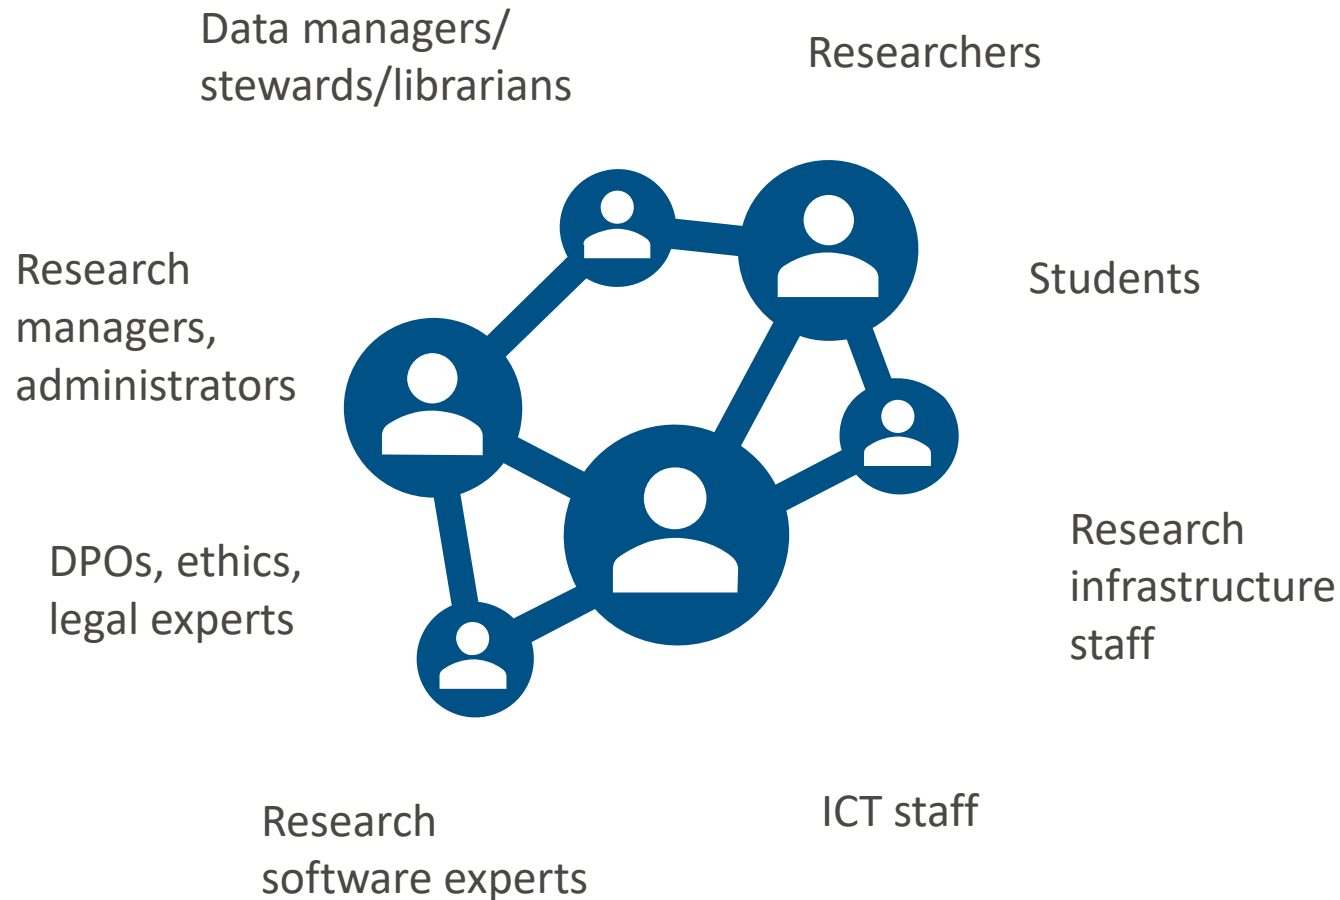 Data managers/
stewards/librarians
Researchers
Research
managers,
administrators
Students
DPOs, ethics,
legal experts
Research
infrastructure
staff
Research
software experts
ICT staff